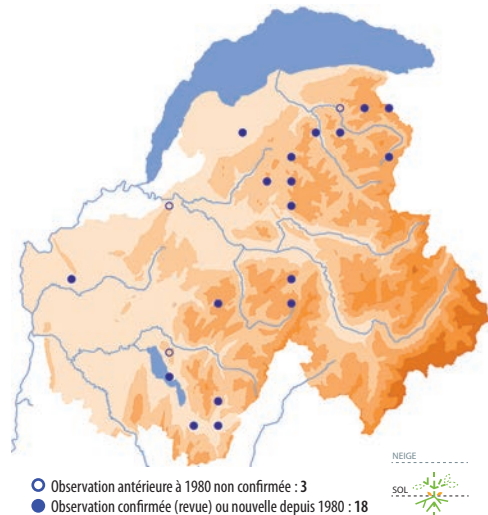 NEIGE
SOL
Observation antérieure à 1980 non confirmée : 3
Observation confirmée (revue) ou nouvelle depuis 1980 : 18